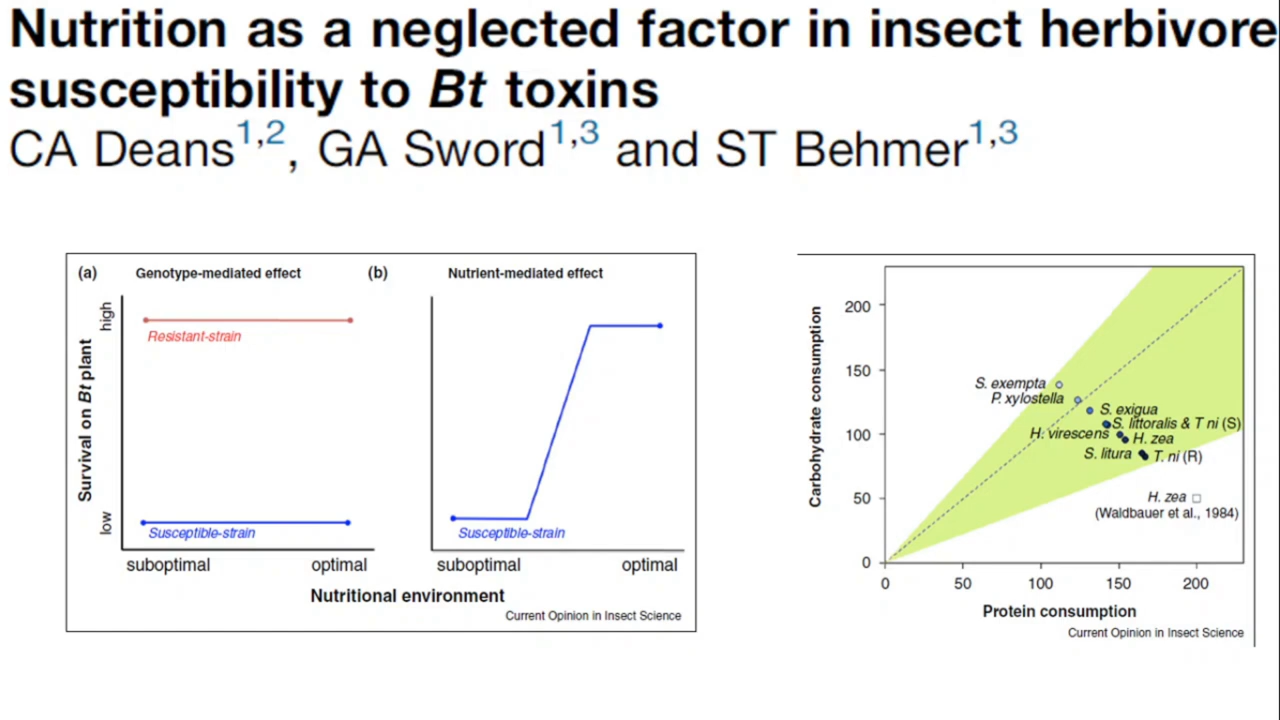 Nutrition as a neglected factor in insect herbivore
susceptibility to Bt toxins
CA Deans1,2, GA Sword1,3 and ST Behmer1,3
(a) Genotype-mediated effect
(b) Nutrient-mediated effect
Survival on Bt plant
high
low
Resistant-strain
Susceptible-strain
Susceptible-strain
suboptimal optimal
suboptimal optimal
Nutritional environment
Current Opinion in Insect Science
Carbohydrate consumption
200
150
100
50
0
S. exempta
P. xylostella
S. exigua
S. littoralis & T ni (S)
H. virescens
H. zea
S. litura
T. ni (R)
H. zea
(Waldbauer et al., 1984)
0 50 100 150 200
Protein consumption
Current Opinion in Insect Science